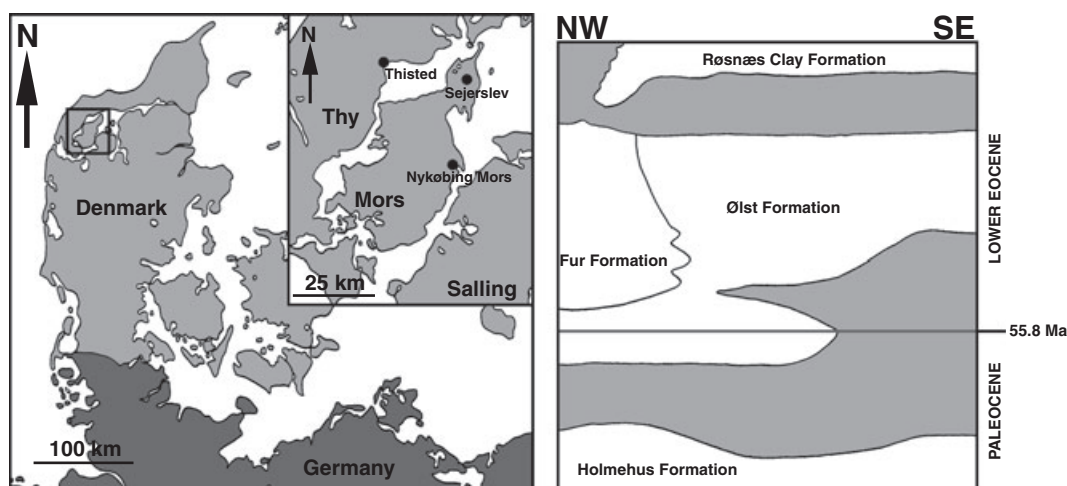 N
Denmark
100 km
Germany
N
Thisted
Sejerslev
Thy
Nykøbing Mors
Mors
25 km
Salling
NW
SE
Røsnæs Clay Formation
Ølst Formation
Fur Formation
Holmehus Formation
LOWER EOCENE
55.8 Ma
PALEOCENE